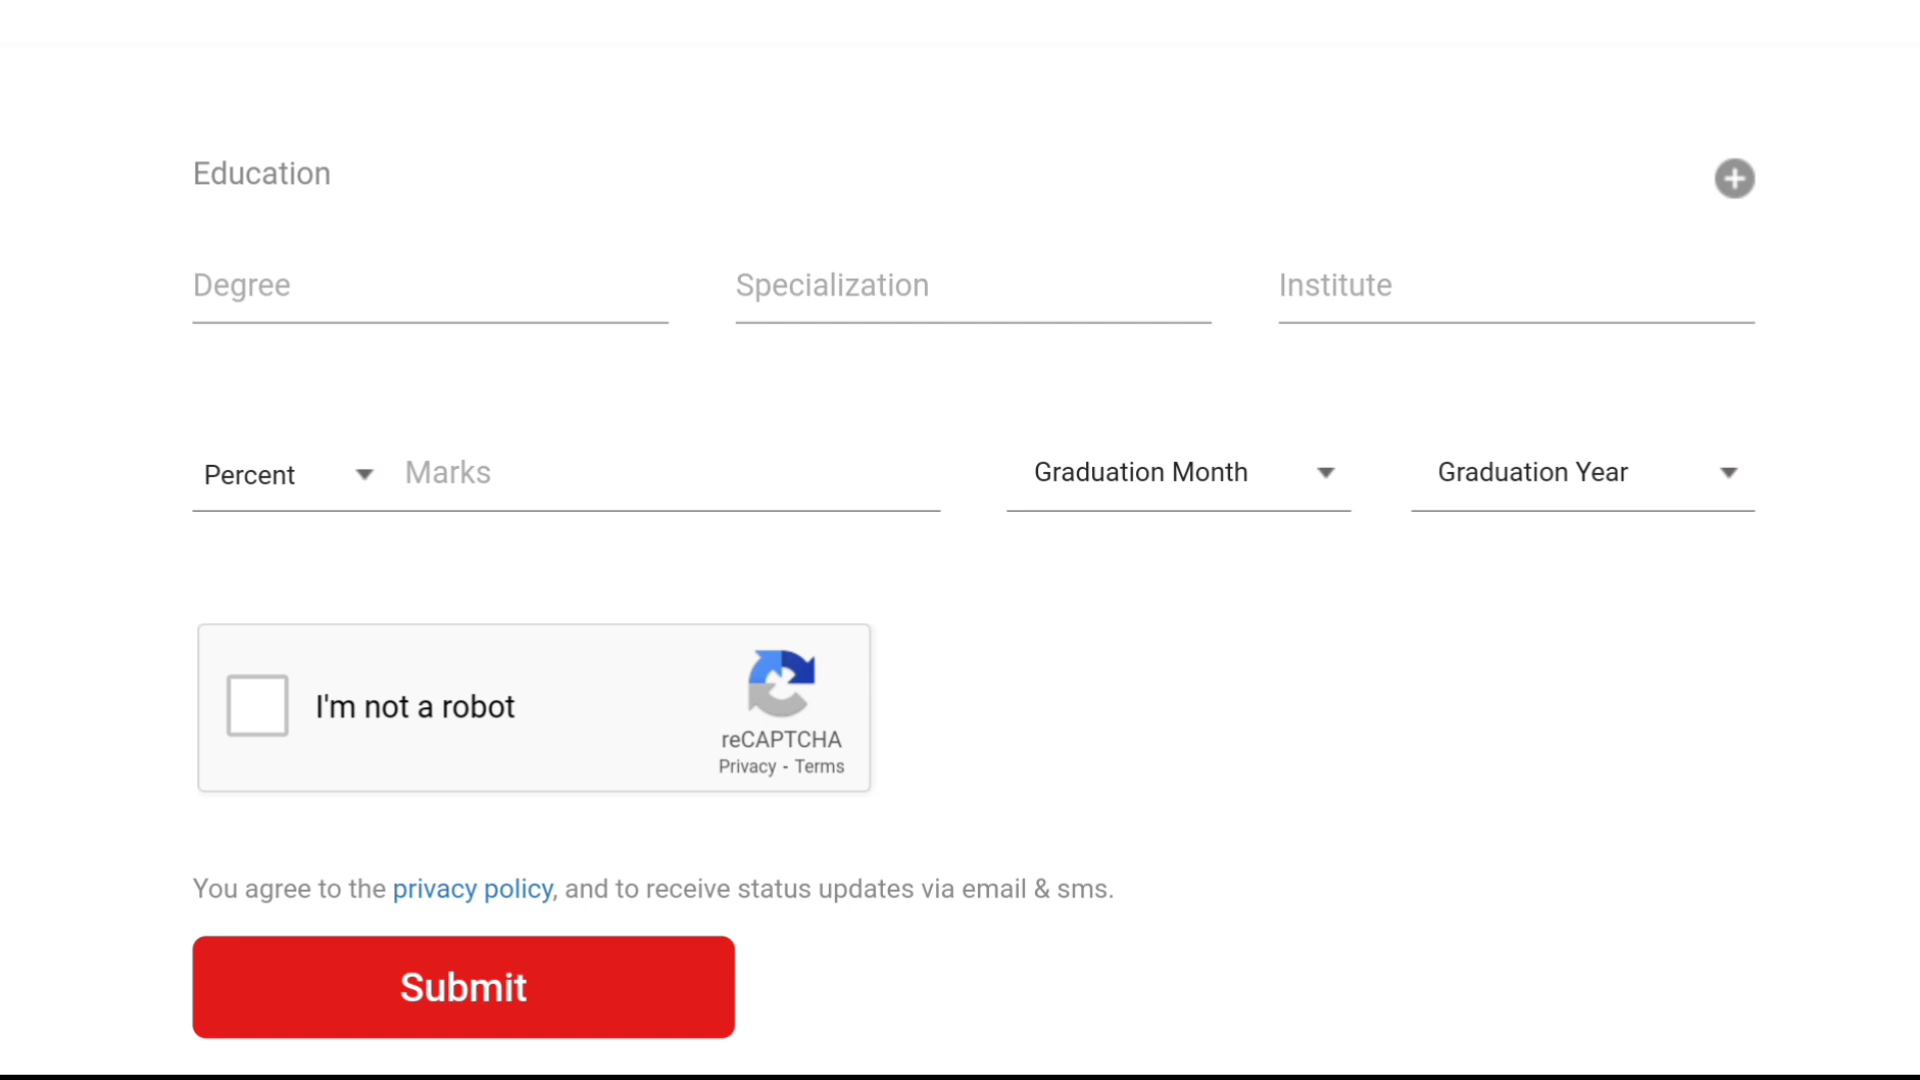 Education
Degree Specialization Institute
Percent Marks Graduation Month Graduation Year
I'm not a robot
reCAPTCHA
Privacy - Terms
You agree to the privacy policy, and to receive status updates via email & sms.
Submit